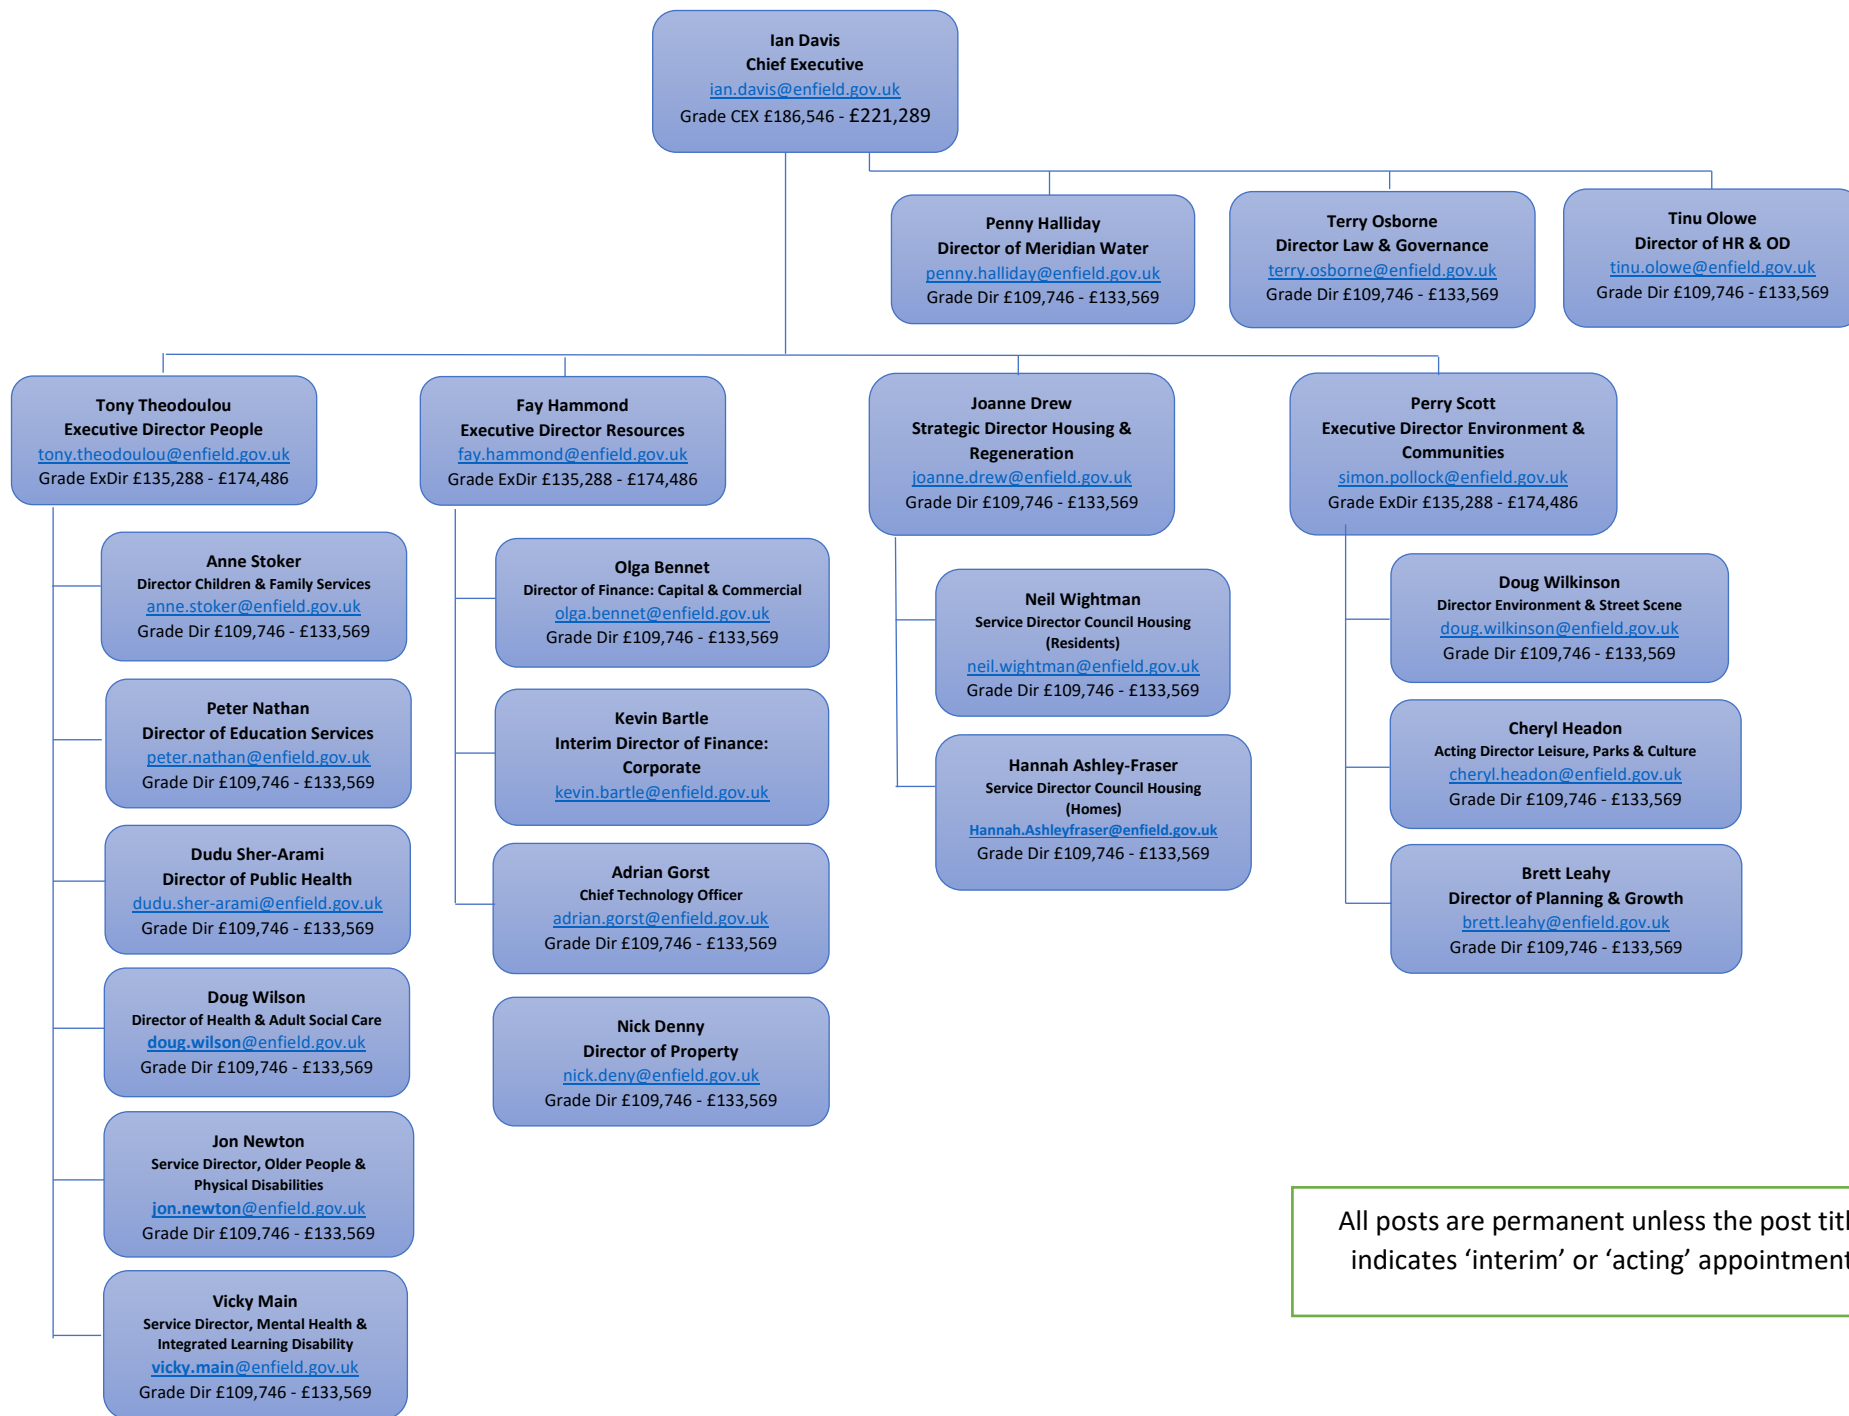 Ian Davis
Chief Executive
ian.davis@enfield.gov.uk
Grade CEX £186,546 - £221,289
Penny Halliday
Director of Meridian Water
penny.halliday@enfield.gov.uk
Grade Dir £109,746 - £133,569
Terry Osborne
Director Law & Governance
terry.osborne@enfield.gov.uk
Grade Dir £109,746 - £133,569
Tinu Olowe
Director of HR & OD
tinu.olowe@enfield.gov.uk
Grade Dir £109,746 - £133,569
Tony Theodoulou
Executive Director People
tony.theodoulou@enfield.gov.uk
Grade ExDir £135,288 - £174,486
Fay Hammond
Executive Director Resources
fay.hammond@enfield.gov.uk
Grade ExDir £135,288 - £174,486
Joanne Drew
Strategic Director Housing &
Regeneration
joanne.drew@enfield.gov.uk
Grade Dir £109,746 - £133,569
Perry Scott
Executive Director Environment &
Communities
simon.pollock@enfield.gov.uk
Grade ExDir £135,288 - £174,486
Anne Stoker
Director Children & Family Services
anne.stoker@enfield.gov.uk
Grade Dir £109,746 - £133,569
Peter Nathan
Director of Education Services
peter.nathan@enfield.gov.uk
Grade Dir £109,746 - £133,569
Dudu Sher-Arami
Director of Public Health
dudu.sher-arami@enfield.gov.uk
Grade Dir £109,746 - £133,569
Doug Wilson
Director of Health & Adult Social Care
doug.wilson@enfield.gov.uk
Grade Dir £109,746 - £133,569
Jon Newton
Service Director, Older People &
Physical Disabilities
jon.newton@enfield.gov.uk
Grade Dir £109,746 - £133,569
Vicky Main
Service Director, Mental Health &
Integrated Learning Disability
vicky.main@enfield.gov.uk
Grade Dir £109,746 - £133,569
Olga Bennet
Director of Finance: Capital & Commercial
olga.bennet@enfield.gov.uk
Grade Dir £109,746 - £133,569
Kevin Bartle
Interim Director of Finance:
Corporate
kevin.bartle@enfield.gov.uk
Adrian Gorst
Chief Technology Officer
adrian.gorst@enfield.gov.uk
Grade Dir £109,746 - £133,569
Nick Denny
Director of Property
nick.deny@enfield.gov.uk
Grade Dir £109,746 - £133,569
Neil Wightman
Service Director Council Housing
(Residents)
neil.wightman@enfield.gov.uk
Grade Dir £109,746 - £133,569
Hannah Ashley-Fraser
Service Director Council Housing
(Homes)
Hannah.Ashleyfraser@enfield.gov.uk
Grade Dir £109,746 - £133,569
Doug Wilkinson
Director Environment & Street Scene
doug.wilkinson@enfield.gov.uk
Grade Dir £109,746 - £133,569
Cheryl Headon
Acting Director Leisure, Parks & Culture
cheryl.headon@enfield.gov.uk
Grade Dir £109,746 - £133,569
Brett Leahy
Director of Planning & Growth
brett.leahy@enfield.gov.uk
Grade Dir £109,746 - £133,569
All posts are permanent unless the post
indicates ‘interim’ or ‘acting’